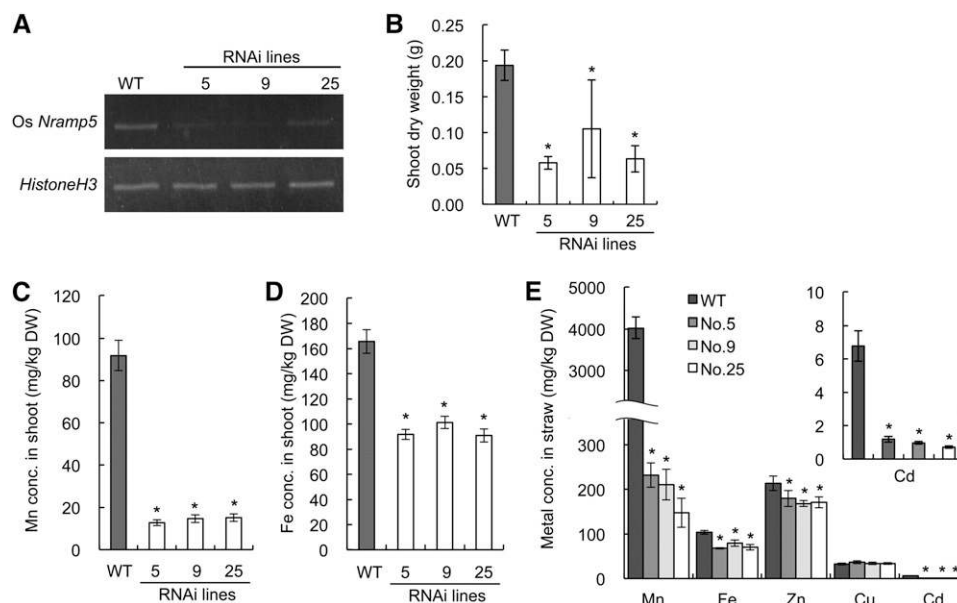 A
RNAi lines
WT 5 9 25
Os Nramp5
HistoneH3
B
Shoot dry weight (g)
0.25
0.20
0.15
0.10
0.05
0.00
* * *
WT 5 9 25
RNAi lines
C
Mn conc. in shoot (mg/kg DW)
120
100
80
60
40
20
0
* * *
WT 5 9 25
RNAi lines
D
Fe conc. in shoot (mg/kg DW)
200
180
160
140
120
100
80
60
40
20
0
* * *
WT 5 9 25
RNAi lines
E
Metal conc. in straw (mg/kg DW)
5000
4000
3000
300
200
100
0
WT
No.5
No.9
No.25
* * *
* * *
* * *
* * *
Mn Fe Zn Cu Cd
10
8
6
4
2
0
* * *
Cd